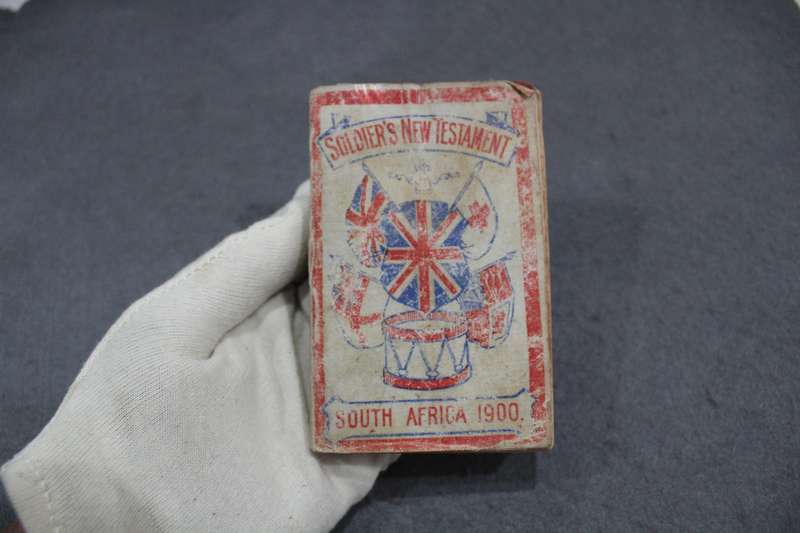 SOLDIER'S NEW TESTAMENT
SOUTH AFRICA 1900.